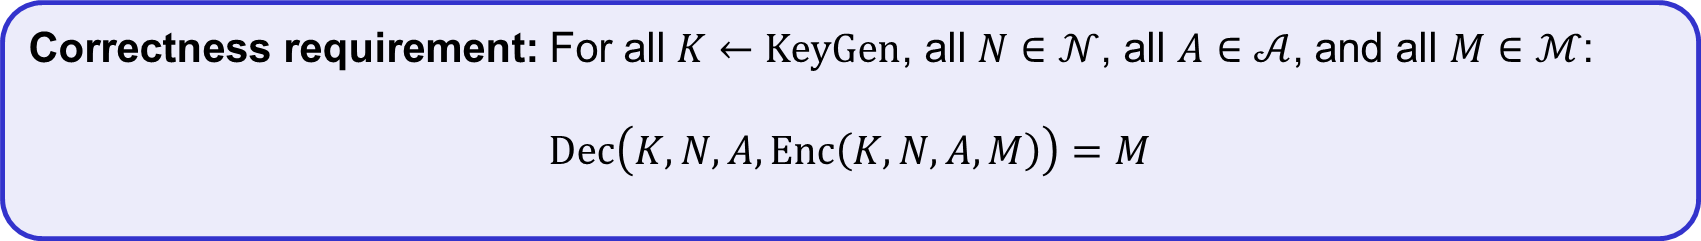 Correctness requirement: For all K ← KeyGen, all N ∈ 𝒩, all A ∈ 𝒜, and all M ∈ ℳ:
Dec(K, N, A, Enc(K, N, A, M)) = M